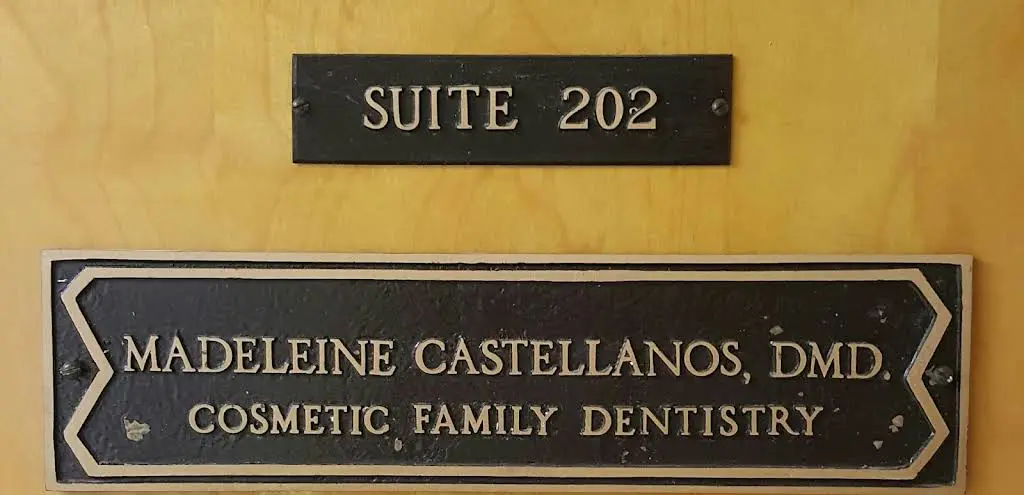 SUITE 202
MADELEINE CASTELLANOS, DMD.
COSMETIC FAMILY DENTISTRY